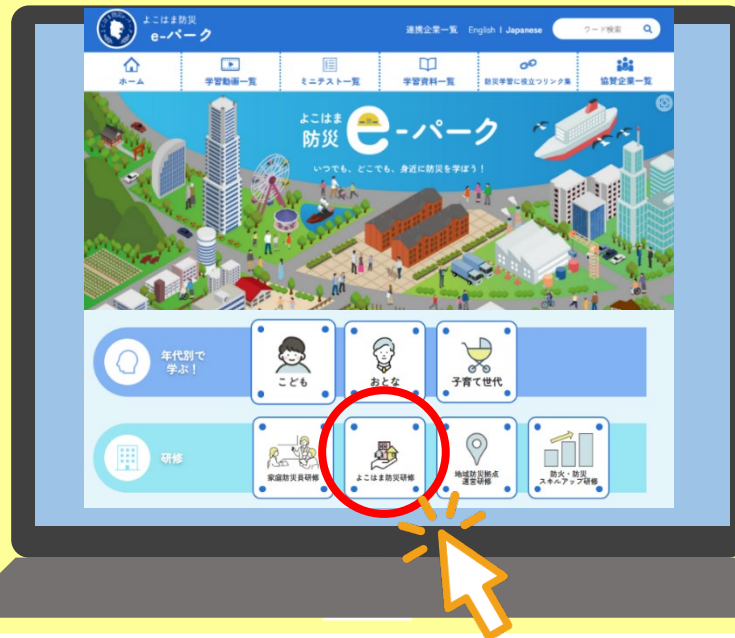 よこはま防災
e-パーク
連携企業一覧 English | Japanese ワード検索
ホーム 学習動画一覧 ミニテスト一覧 学習資料一覧 防災学習に役立つリンク集 協賛企業一覧
よこはま
防災 e-パーク
いつでも、どこでも、身近に防災を学ぼう!
年代別で
学ぶ!
こども おとな 子育て世代
研修
家庭防災員研修 よこはま防災研修 地域防災拠点
運営研修
防火・防災
スキルアップ研修